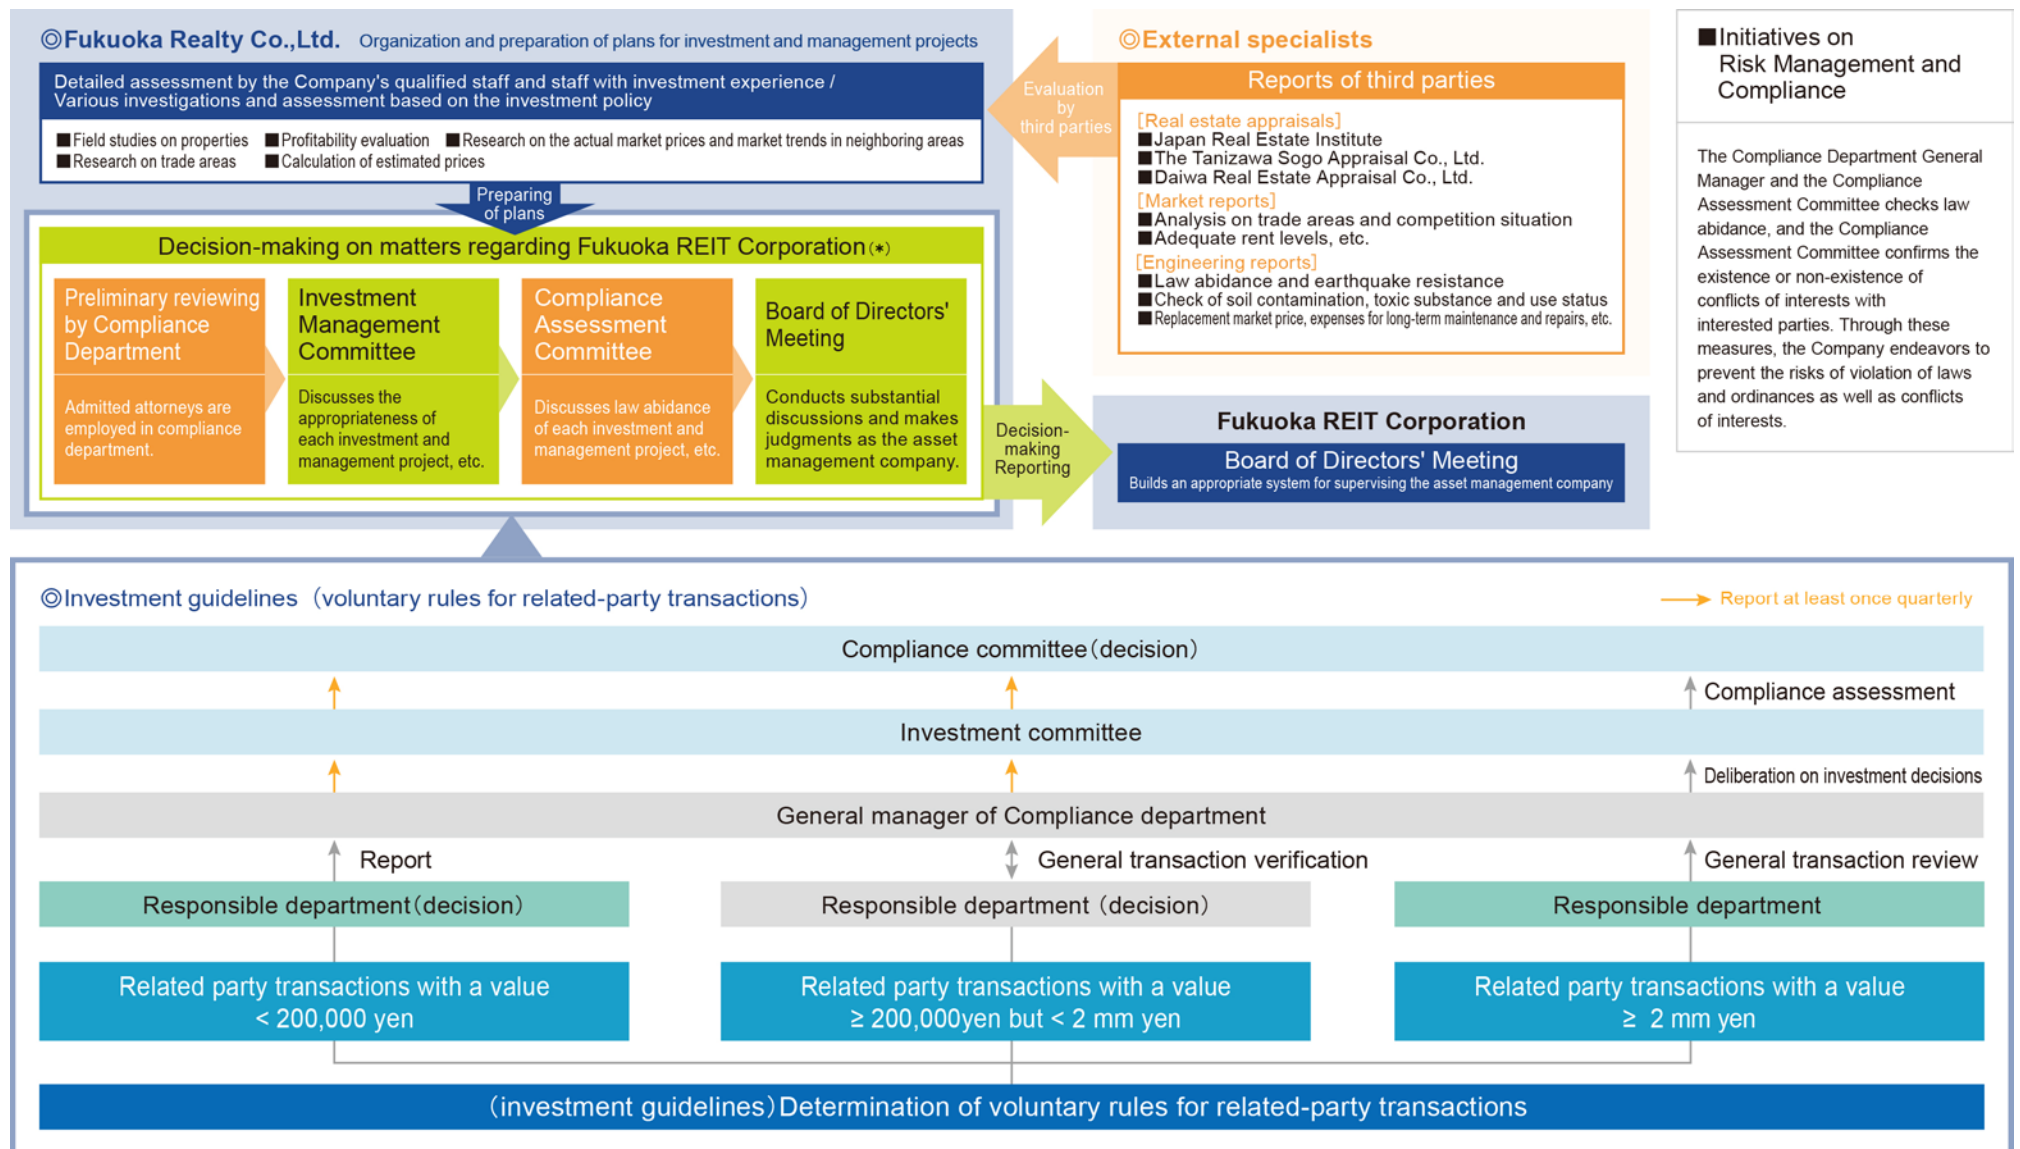 ◎Fukuoka Realty Co.,Ltd. Organization and preparation of plans for investment and management projects
Detailed assessment by the Company's qualified staff and staff with investment experience /
Various investigations and assessment based on the investment policy
■Field studies on properties ■Profitability evaluation ■Research on the actual market prices and market trends in neighboring areas
■Research on trade areas ■Calculation of estimated prices
Preparing
of plans
Decision-making on matters regarding Fukuoka REIT Corporation(∗)
Preliminary reviewing
by Compliance
Department
Admitted attorneys are
employed in compliance
department.
Investment
Management
Committee
Discusses the
appropriateness of
each investment and
management project, etc.
Compliance
Assessment
Committee
Discusses law abidance
of each investment and
management project, etc.
Board of Directors'
Meeting
Conducts substantial
discussions and makes
judgments as the asset
management company.
Evaluation
by
third parties
◎External specialists
Reports of third parties
[Real estate appraisals]
■Japan Real Estate Institute
■The Tanizawa Sogo Appraisal Co., Ltd.
■Daiwa Real Estate Appraisal Co., Ltd.
[Market reports]
■Analysis on trade areas and competition situation
■Adequate rent levels, etc.
[Engineering reports]
■Law abidance and earthquake resistance
■Check of soil contamination, toxic substance and use status
■Replacement market price, expenses for long-term maintenance and repairs, etc.
Decision-
making
Reporting
Fukuoka REIT Corporation
Board of Directors' Meeting
Builds an appropriate system for supervising the asset management company
■Initiatives on
Risk Management and
Compliance
The Compliance Department General
Manager and the Compliance
Assessment Committee checks law
abidance, and the Compliance
Assessment Committee confirms the
existence or non-existence of
conflicts of interests with
interested parties. Through these
measures, the Company endeavors to
prevent the risks of violation of laws
and ordinances as well as conflicts
of interests.
◎Investment guidelines（voluntary rules for related-party transactions）
Report at least once quarterly
Compliance committee（decision）
Compliance assessment
Investment committee
Deliberation on investment decisions
General manager of Compliance department
Report
General transaction verification
General transaction review
Responsible department（decision）
Responsible department（decision）
Responsible department
Related party transactions with a value
< 200,000 yen
Related party transactions with a value
≥ 200,000yen but < 2 mm yen
Related party transactions with a value
≥ 2 mm yen
（investment guidelines）Determination of voluntary rules for related-party transactions